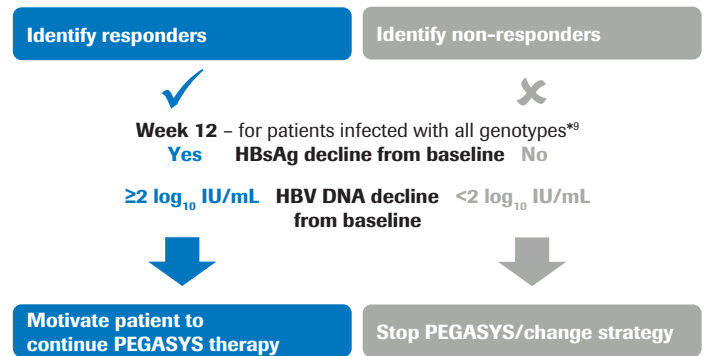 Identify responders
Identify non-responders
Week 12 – for patients infected with all genotypes*⁹
Yes HBsAg decline from baseline No
≥2 log₁₀ IU/mL HBV DNA decline <2 log₁₀ IU/mL
from baseline
Motivate patient to
continue PEGASYS therapy
Stop PEGASYS/change strategy